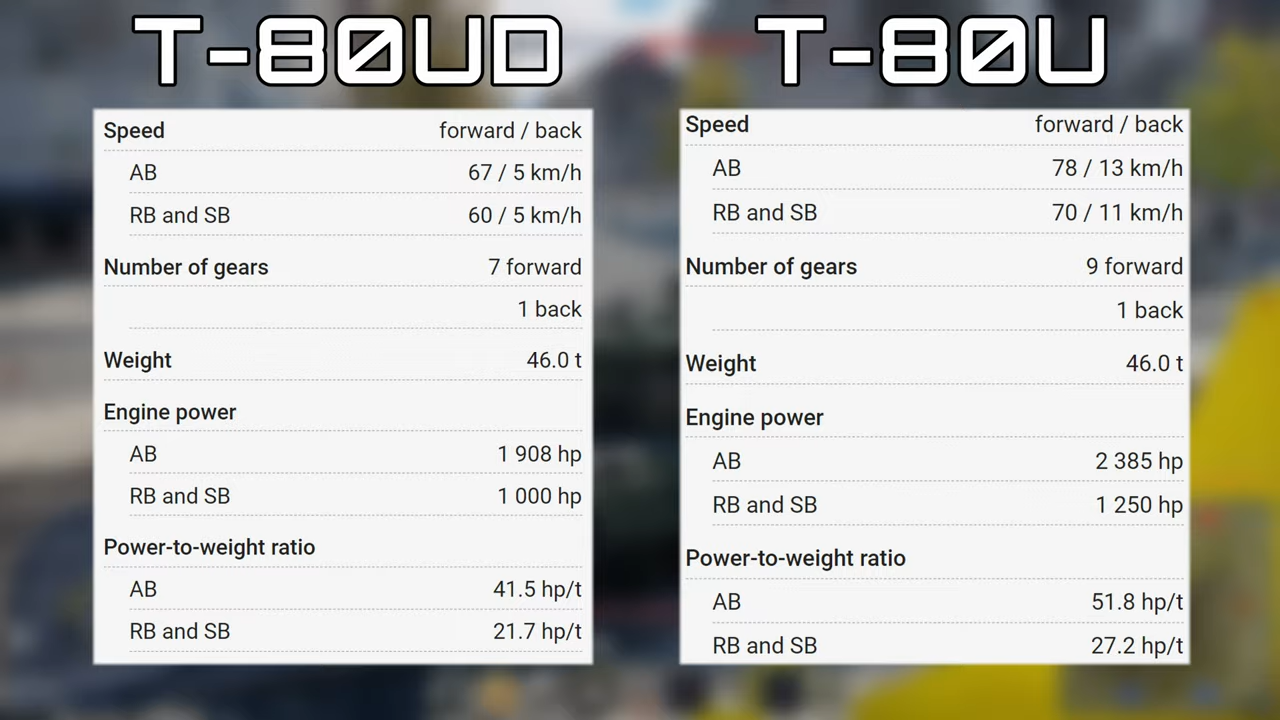 T-80UD
Speed forward / back
AB 67 / 5 km/h
RB and SB 60 / 5 km/h
Number of gears 7 forward
1 back
Weight 46.0 t
Engine power
AB 1 908 hp
RB and SB 1 000 hp
Power-to-weight ratio
AB 41.5 hp/t
RB and SB 21.7 hp/t
T-80U
Speed forward / back
AB 78 / 13 km/h
RB and SB 70 / 11 km/h
Number of gears 9 forward
1 back
Weight 46.0 t
Engine power
AB 2 385 hp
RB and SB 1 250 hp
Power-to-weight ratio
AB 51.8 hp/t
RB and SB 27.2 hp/t